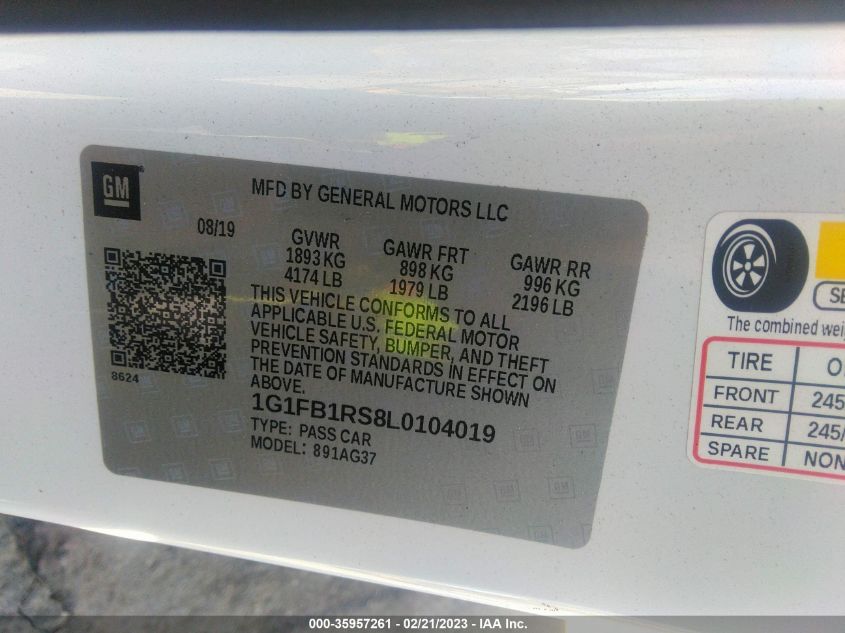 GM
MFD BY GENERAL MOTORS LLC
08/19
GVWR
1893 KG
4174 LB
GAWR FRT
898 KG
1979 LB
GAWR RR
996 KG
2196 LB
THIS VEHICLE CONFORMS TO ALL
APPLICABLE U.S. FEDERAL MOTOR
VEHICLE SAFETY, BUMPER, AND THEFT
PREVENTION STANDARDS IN EFFECT ON
THE DATE OF MANUFACTURE SHOWN
ABOVE.
8624
1G1FB1RS8L0104019
TYPE: PASS CAR
MODEL: 891AG37
The combined
TIRE
FRONT 245
REAR 245/
SPARE NON
000-35957261 - 02/21/2023 - IAA Inc.